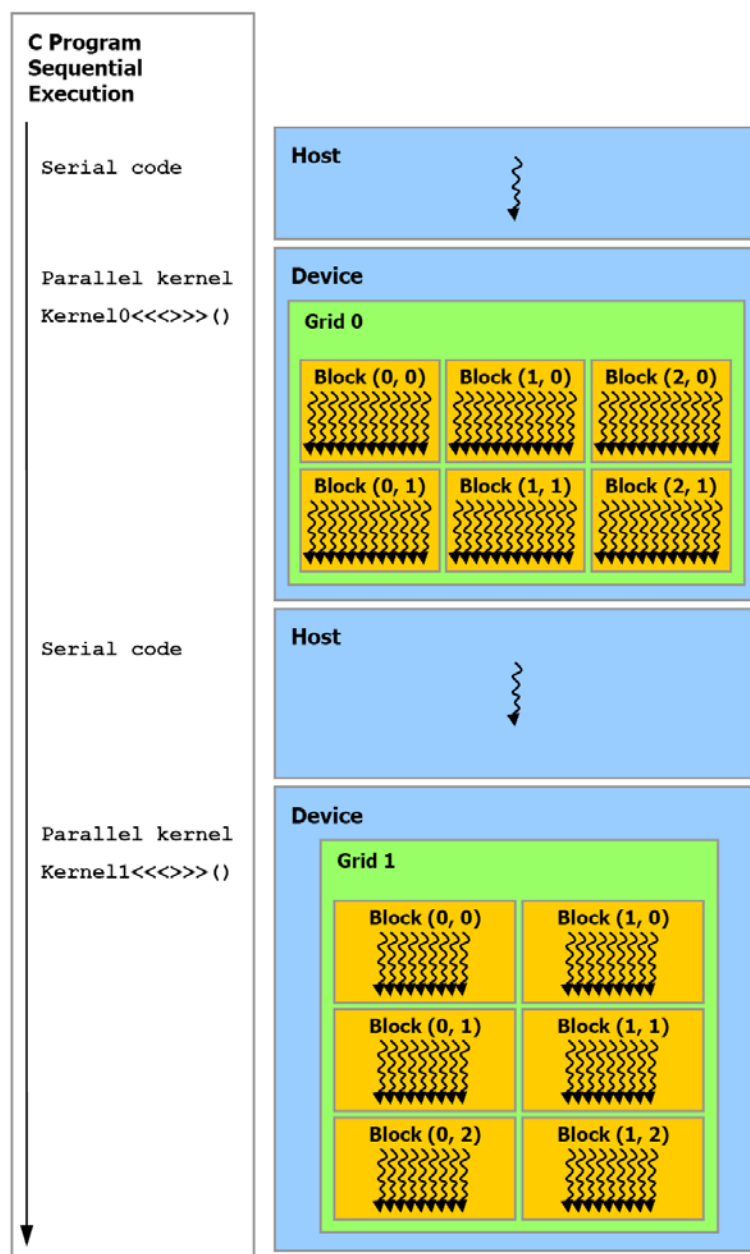 C Program
Sequential
Execution
Serial code
Host
Parallel kernel
Kernel0<<<>>>()
Device
Grid 0
Block (0, 0) Block (1, 0) Block (2, 0)
Block (0, 1) Block (1, 1) Block (2, 1)
Serial code
Host
Parallel kernel
Kernel1<<<>>>()
Device
Grid 1
Block (0, 0) Block (1, 0)
Block (0, 1) Block (1, 1)
Block (0, 2) Block (1, 2)